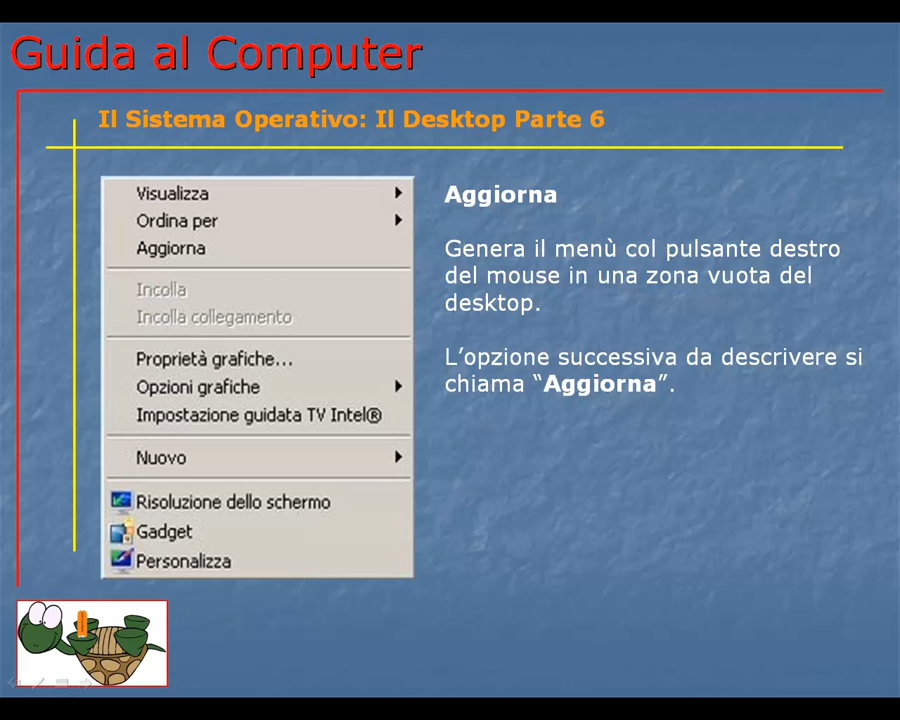 Guida al Computer
Il Sistema Operativo: Il Desktop Parte 6
Visualizza
Ordina per
Aggiorna
Incolla
Incolla collegamento
Proprietà grafiche...
Opzioni grafiche
Impostazione guidata TV Intel®
Nuovo
Risoluzione dello schermo
Gadget
Personalizza
Aggiorna
Genera il menù col pulsante destro
del mouse in una zona vuota del
desktop.
L’opzione successiva da descrivere si
chiama “Aggiorna”.